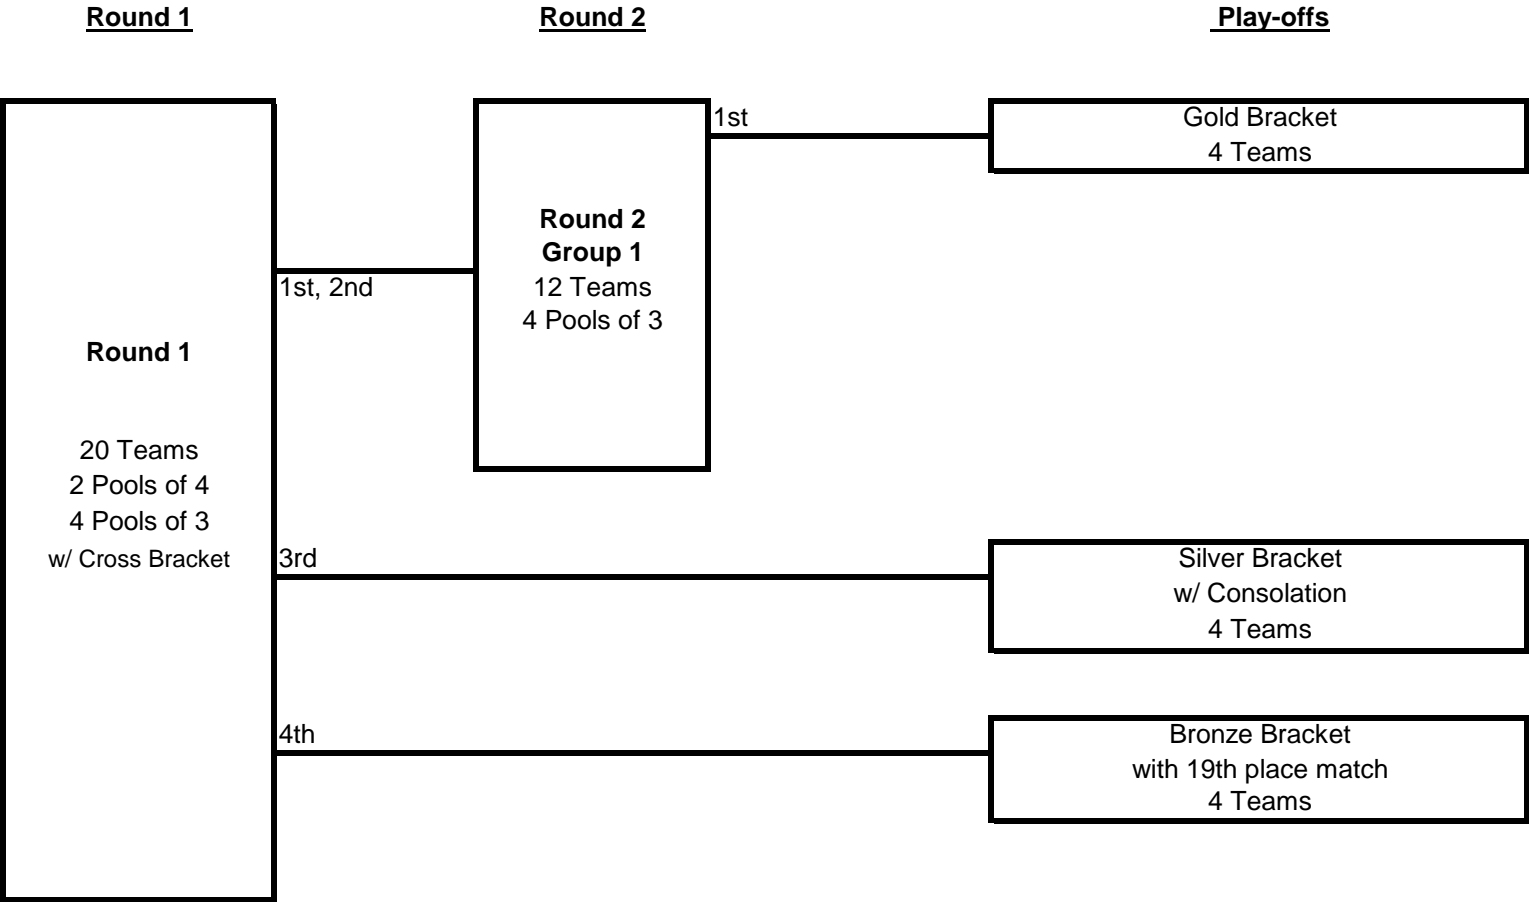 Round 1
Round 2
Play-offs
Round 1
20 Teams
2 Pools of 4
4 Pools of 3
w/ Cross Bracket
1st, 2nd
3rd
4th
Round 2
Group 1
12 Teams
4 Pools of 3
1st
Gold Bracket
4 Teams
Silver Bracket
w/ Consolation
4 Teams
Bronze Bracket
with 19th place match
4 Teams